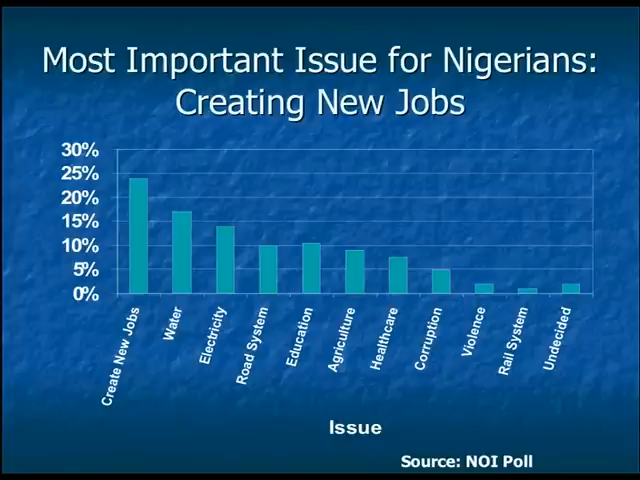 Most Important Issue for Nigerians:
Creating New Jobs
30%
25%
20%
15%
10%
5%
0%
Create New Jobs
Water
Electricity
Road System
Education
Agriculture
Healthcare
Corruption
Violence
Rail System
Undecided
Issue
Source: NOI Poll